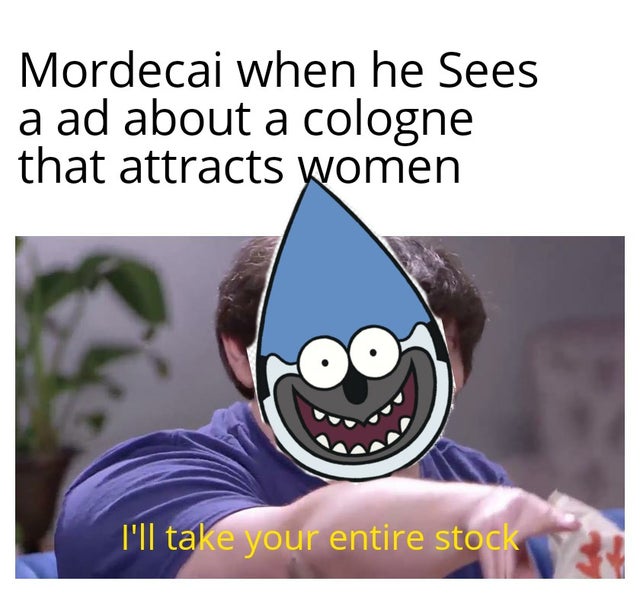 Mordecai when he Sees
a ad about a cologne
that attracts women
I'll take your entire stock